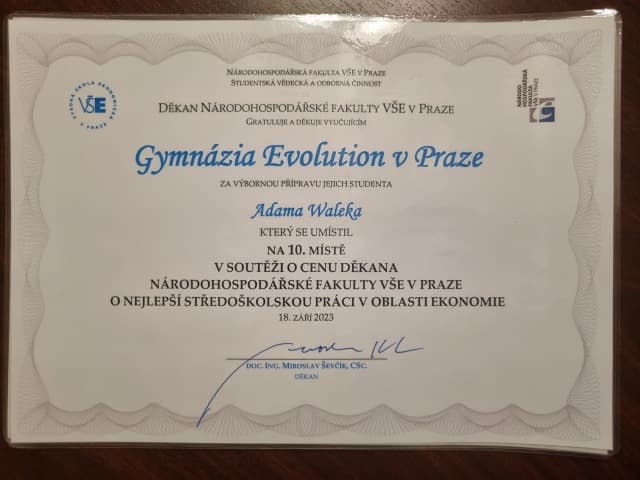 NÁRODOHOSPODÁŘSKÁ FAKULTA VŠE V PRAZE
STUDENTSKÁ VĚDECKÁ A ODBORNÁ ČINNOST
VYSOKÁ ŠKOLA EKONOMICKÁ V PRAZE
VŠE
NÁRODO
HOSPODÁŘSKÁ
FAKULTA
VŠE V PRAZE
DĚKAN NÁRODOHOSPODÁŘSKÉ FAKULTY VŠE V PRAZE
GRATULUJE A DĚKUJE VYUČUJÍCÍM
Gymnázia Evolution v Praze
ZA VÝBORNOU PŘÍPRAVU JEJICH STUDENTA
Adama Waleka
KTERÝ SE UMÍSTIL
NA 10. MÍSTĚ
V SOUTĚŽI O CENU DĚKANA
NÁRODOHOSPODÁŘSKÉ FAKULTY VŠE V PRAZE
O NEJLEPŠÍ STŘEDOŠKOLSKOU PRÁCI V OBLASTI EKONOMIE
18. ZÁŘÍ 2023
DOC. ING. MIROSLAV ŠEVČÍK, CSC.
DĚKAN